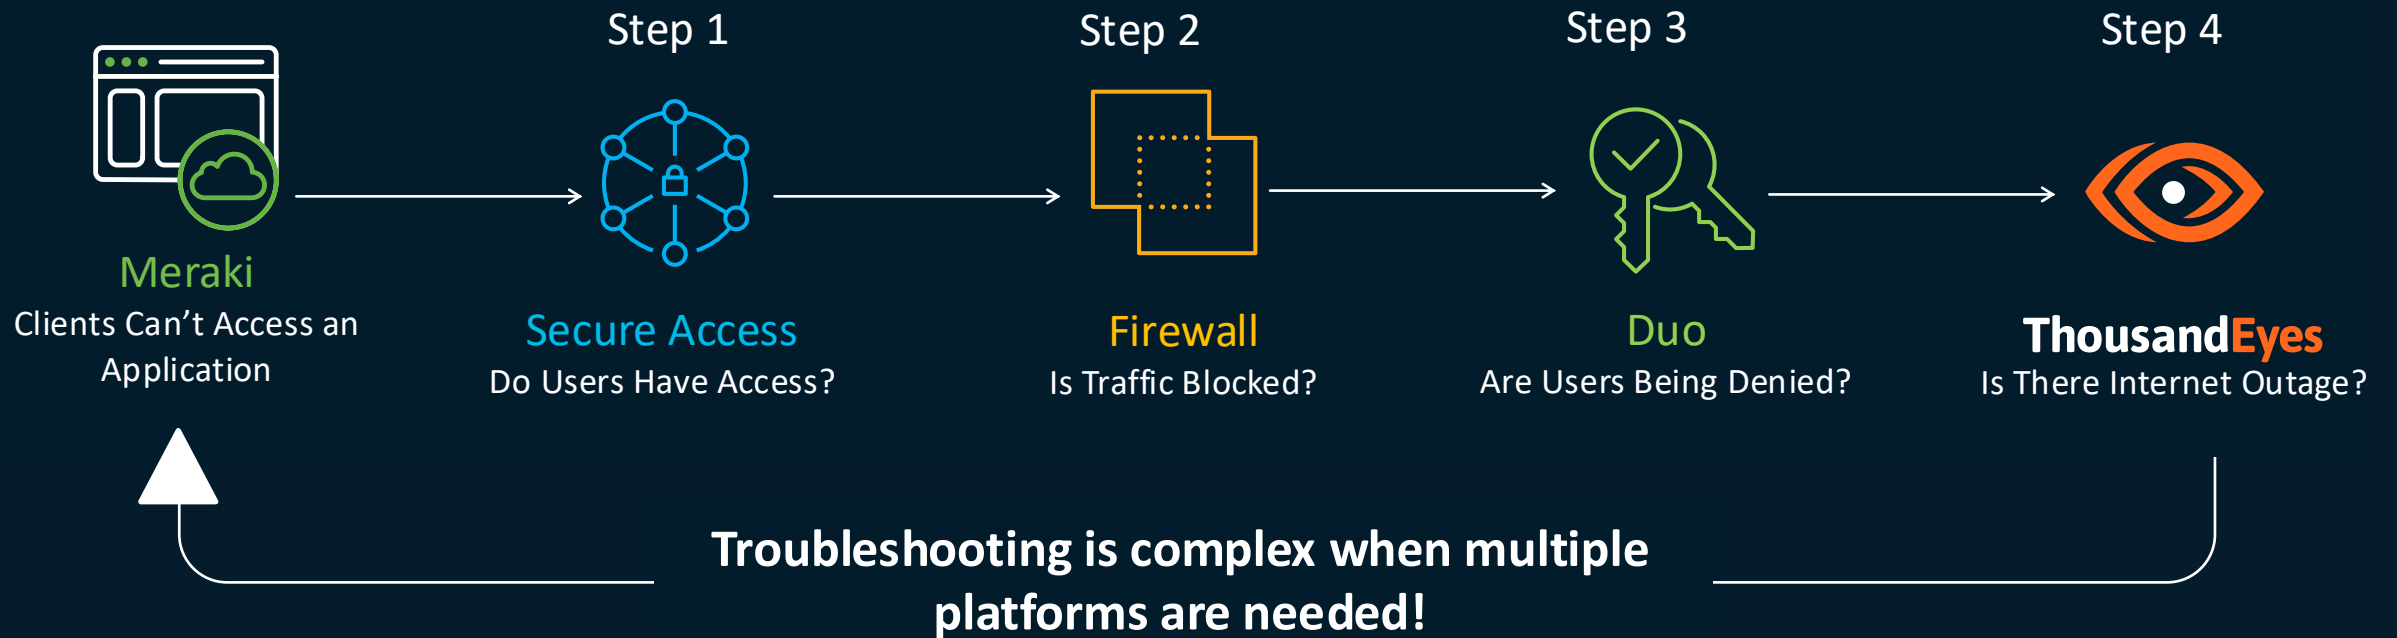 Step 1
Step 2
Step 3
Step 4
Meraki
Clients Can’t Access an
Application
Secure Access
Do Users Have Access?
Firewall
Is Traffic Blocked?
Duo
Are Users Being Denied?
ThousandEyes
Is There Internet Outage?
Troubleshooting is complex when multiple
platforms are needed!